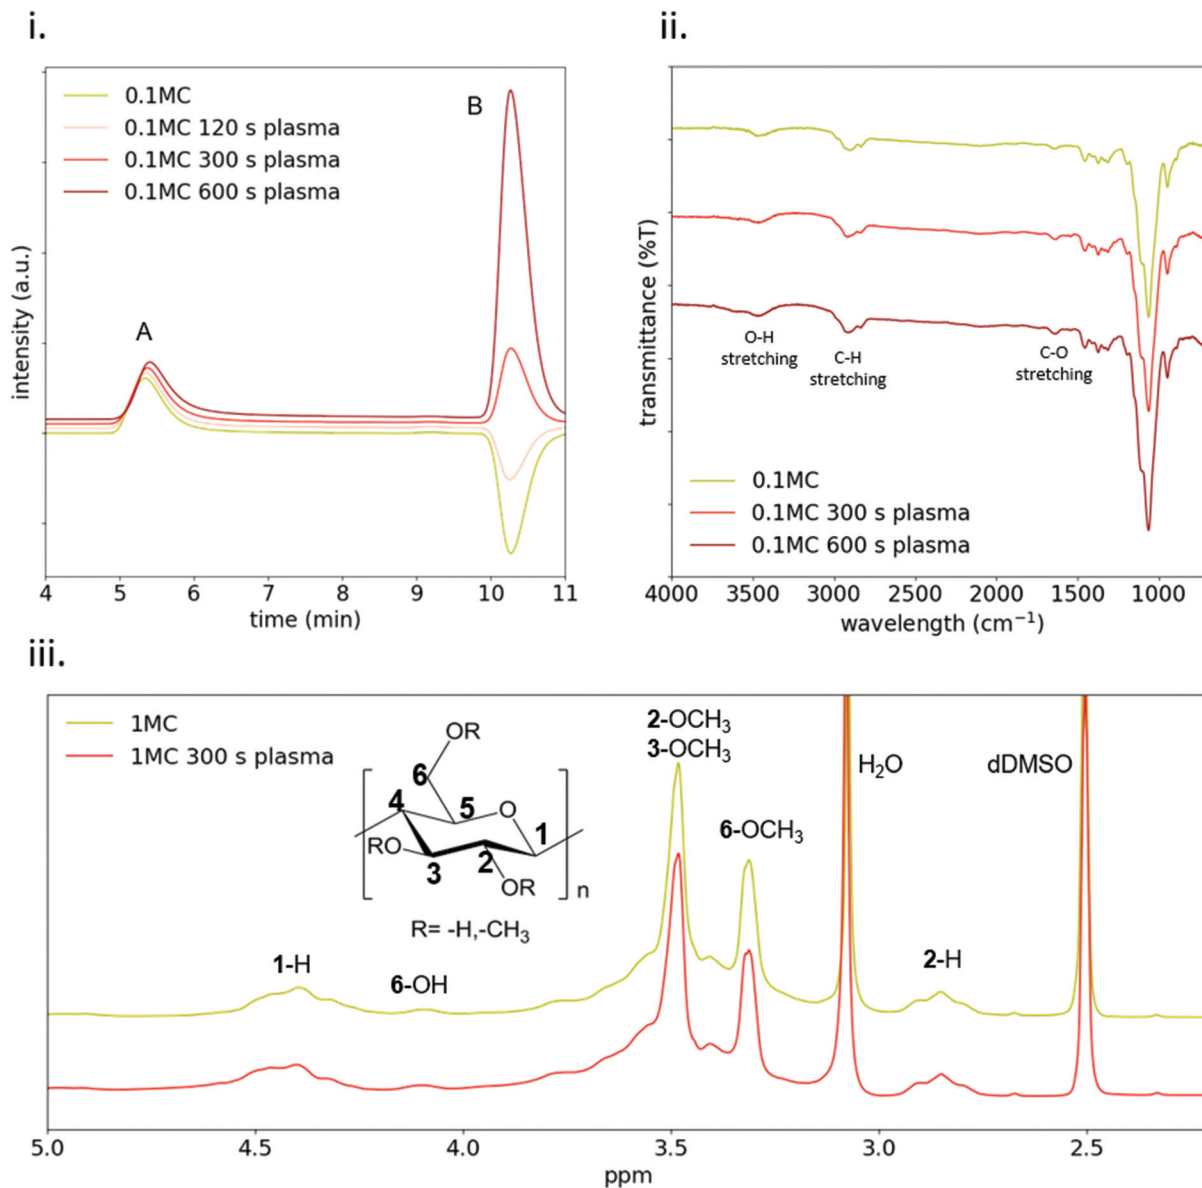 i.
0.1MC
0.1MC 120 s plasma
0.1MC 300 s plasma
0.1MC 600 s plasma
A
B
intensity (a.u.)
4 5 6 7 8 9 10 11
time (min)
ii.
transmittance (%T)
O-H
stretching
C-H
stretching
C-O
stretching
0.1MC
0.1MC 300 s plasma
0.1MC 600 s plasma
4000 3500 3000 2500 2000 1500 1000
wavelength (cm⁻¹)
iii.
1MC
1MC 300 s plasma
OR
6
4
5
O
1
RO
3
2
OR
n
R= -H,-CH₃
1-H
6-OH
2-OCH₃
3-OCH₃
6-OCH₃
H₂O
2-H
dDMSO
5.0 4.5 4.0 3.5 3.0 2.5
ppm